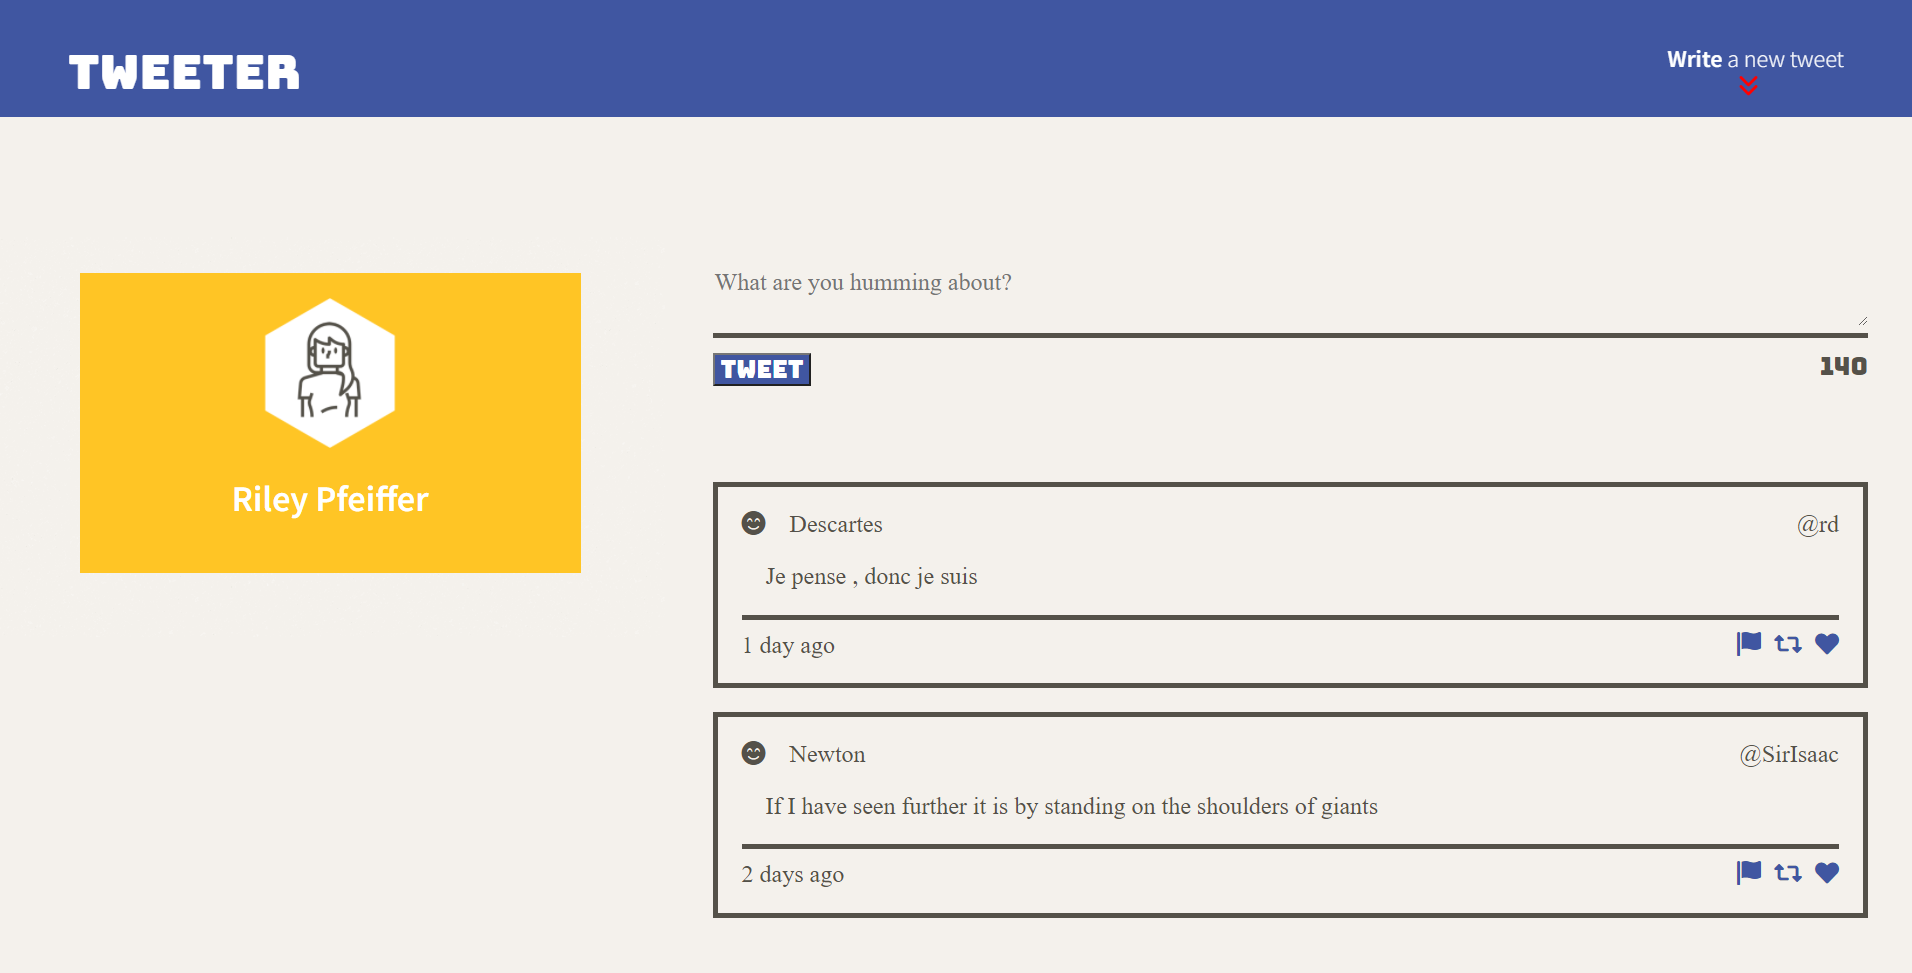 TWEETER
Write a new tweet
Riley Pfeiffer
What are you humming about?
TWEET
140
Descartes
@rd
Je pense , donc je suis
1 day ago
Newton
@SirIsaac
If I have seen further it is by standing on the shoulders of giants
2 days ago